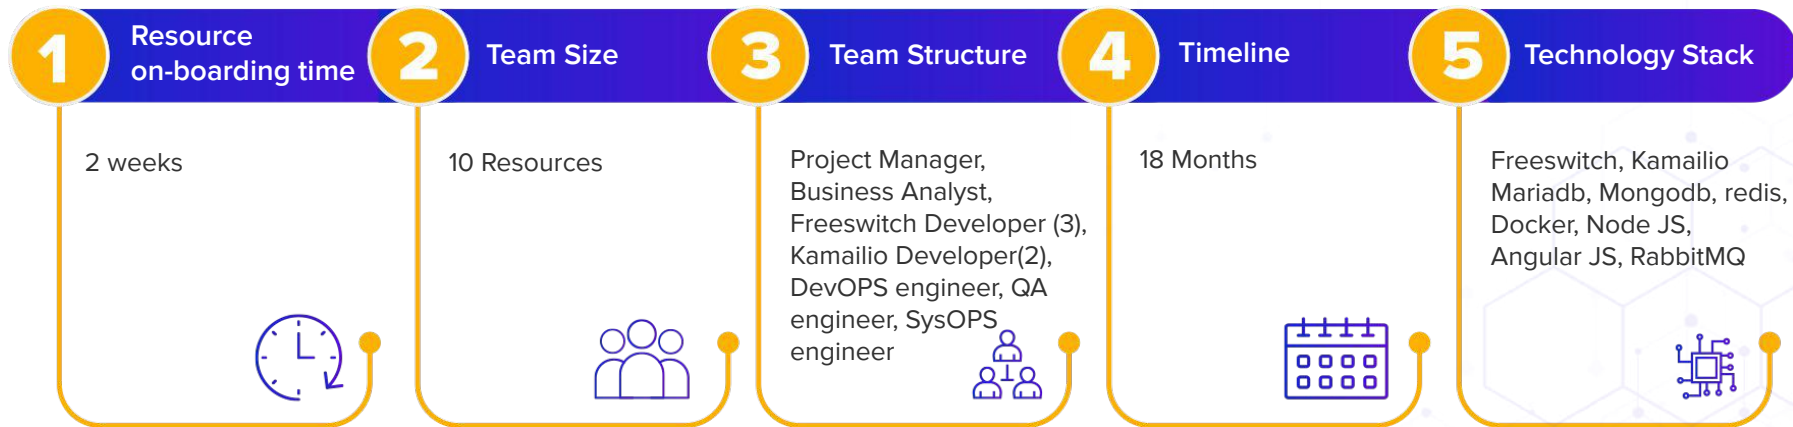 1
Resource
on-boarding time
2 weeks
2
Team Size
10 Resources
3
Team Structure
Project Manager,
Business Analyst,
Freeswitch Developer (3),
Kamailio Developer(2),
DevOPS engineer, QA
engineer, SysOPS
engineer
4
Timeline
18 Months
5
Technology Stack
Freeswitch, Kamailio
Mariadb, Mongodb, redis,
Docker, Node JS,
Angular JS, RabbitMQ